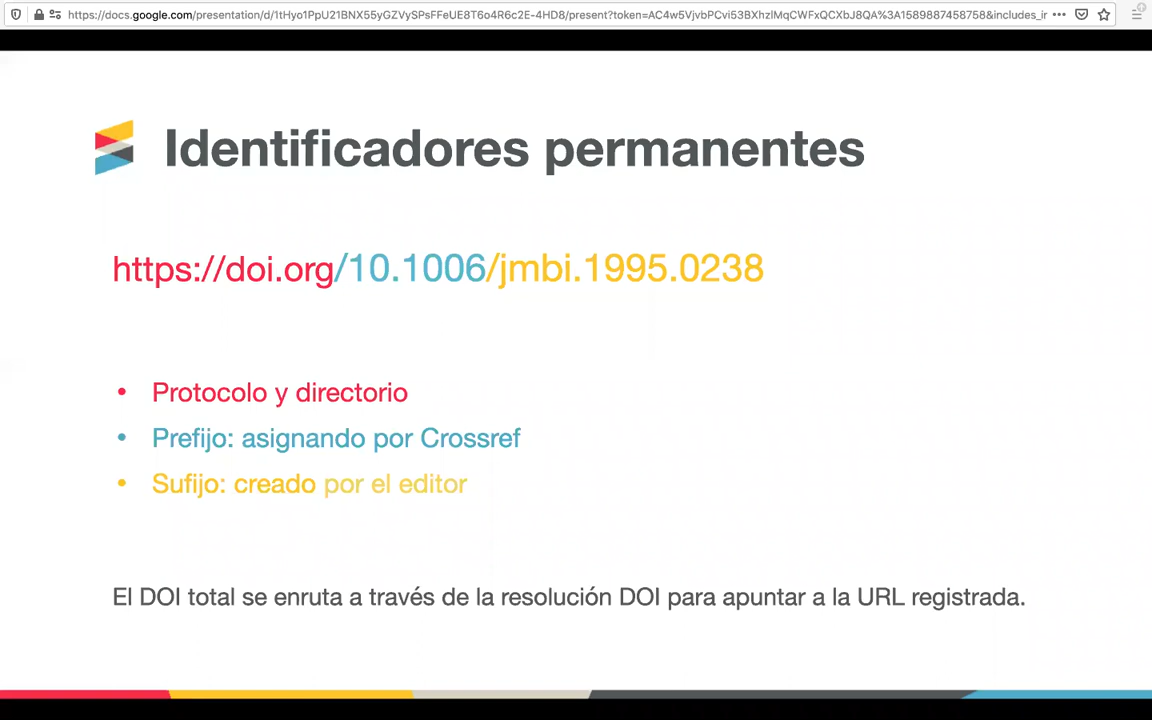 https://docs.google.com/presentation/d/1tHyo1PpU21BNX55yGZVySPsFFeUE8T6o4R6c2E-4HD8/present?token=AC4w5VjvbPCvi53BXhzlMqCWFxQCXbJ8QA%3A1589887458758&includes_ir
Identificadores permanentes
https://doi.org/10.1006/jmbi.1995.0238
• Protocolo y directorio
• Prefijo: asignando por Crossref
• Sufijo: creado por el editor
El DOI total se enruta a través de la resolución DOI para apuntar a la URL registrada.